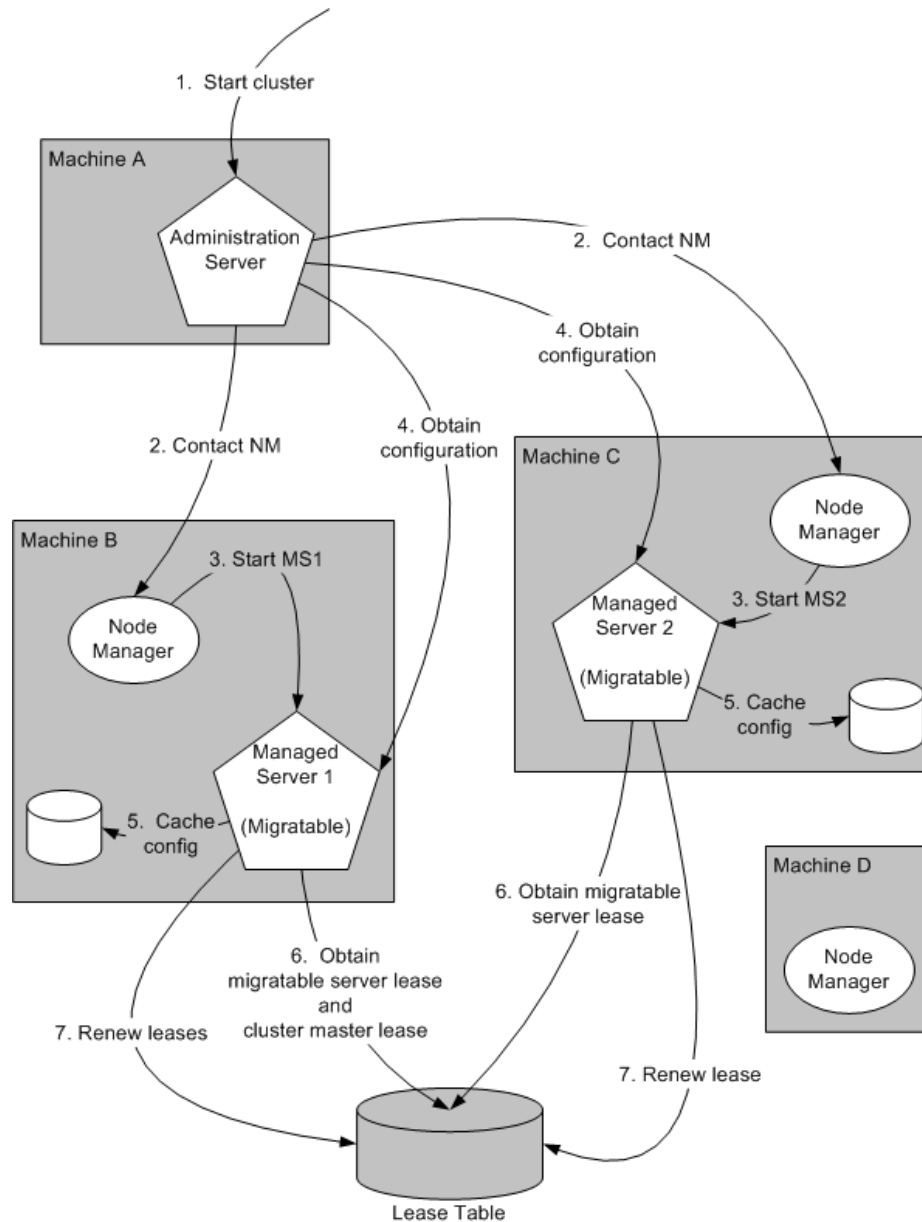 1. Start cluster
Machine A
Administration
Server
2. Contact NM
4. Obtain
configuration
2. Contact NM
4. Obtain
configuration
Machine C
Node
Manager
Machine B
3. Start MS1
3. Start MS2
Managed
Server 2
(Migratable)
Node
Manager
5. Cache
config
Managed
Server 1
(Migratable)
5. Cache
config
Machine D
6. Obtain migratable
server lease
Node
Manager
6. Obtain
migratable server lease
and
cluster master lease
7. Renew leases
7. Renew lease
Lease Table